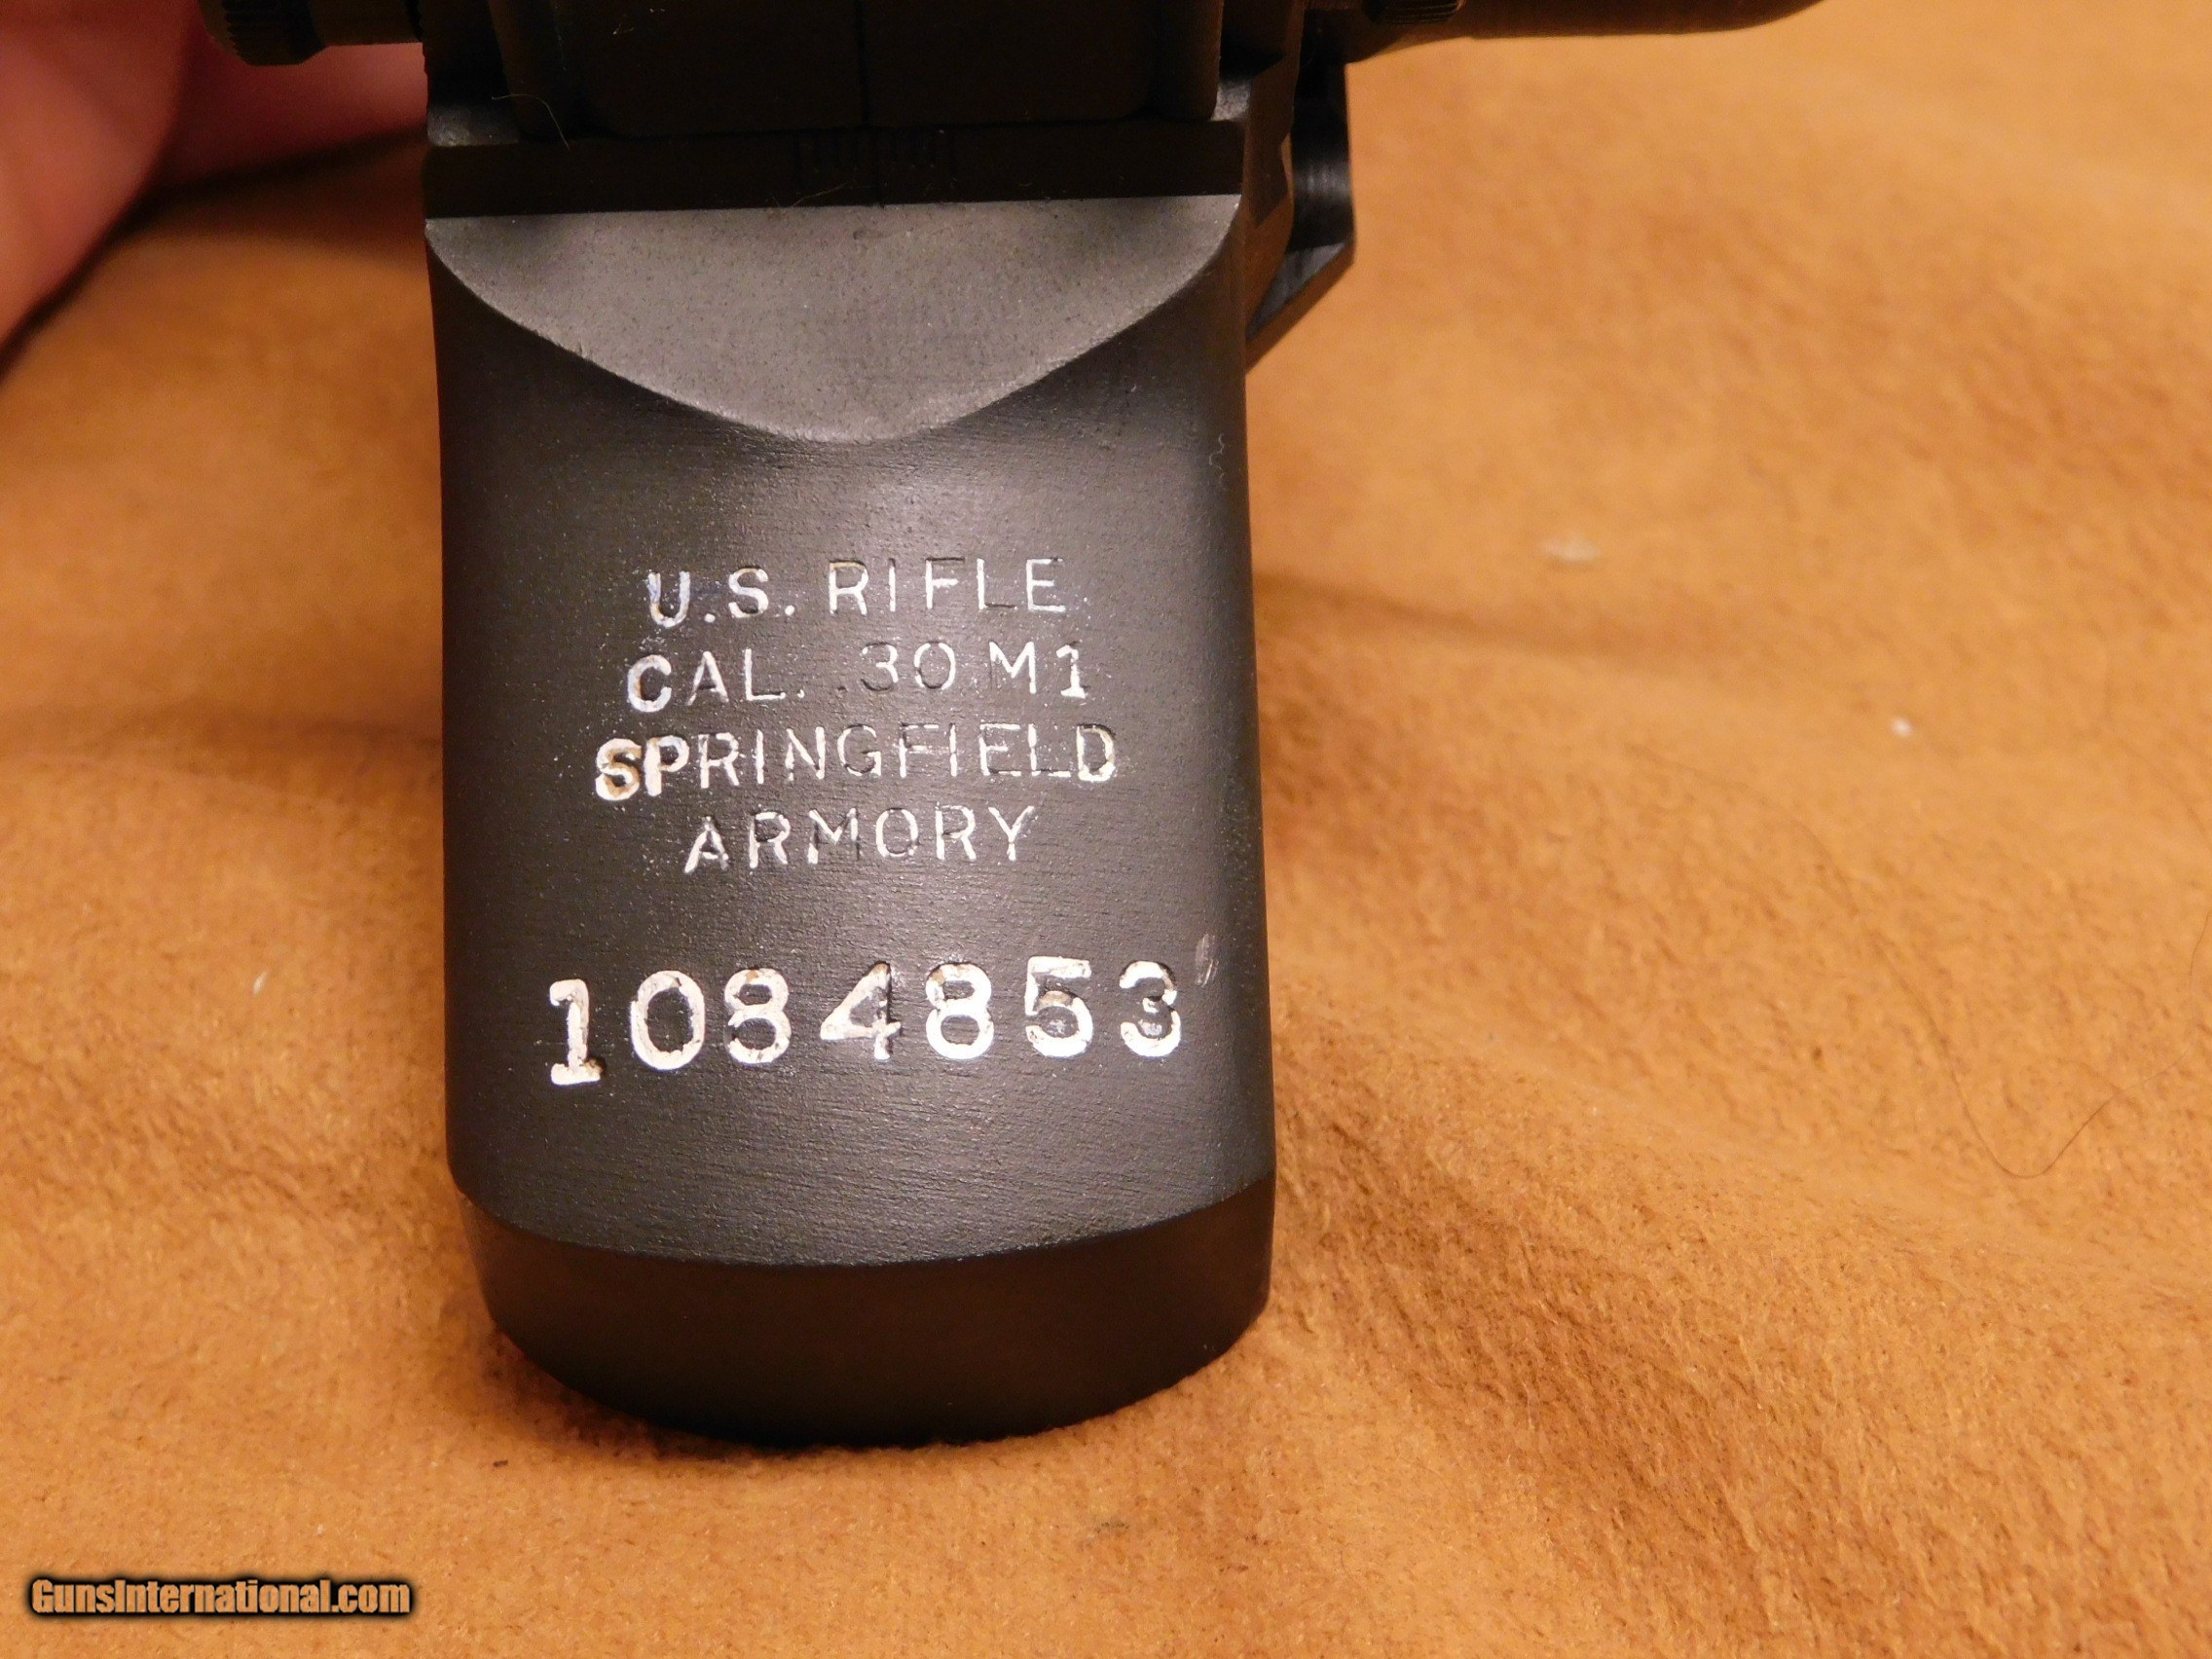 U.S. RIFLE
CAL. .30 M1
SPRINGFIELD
ARMORY
1084853
GunsInternational.com